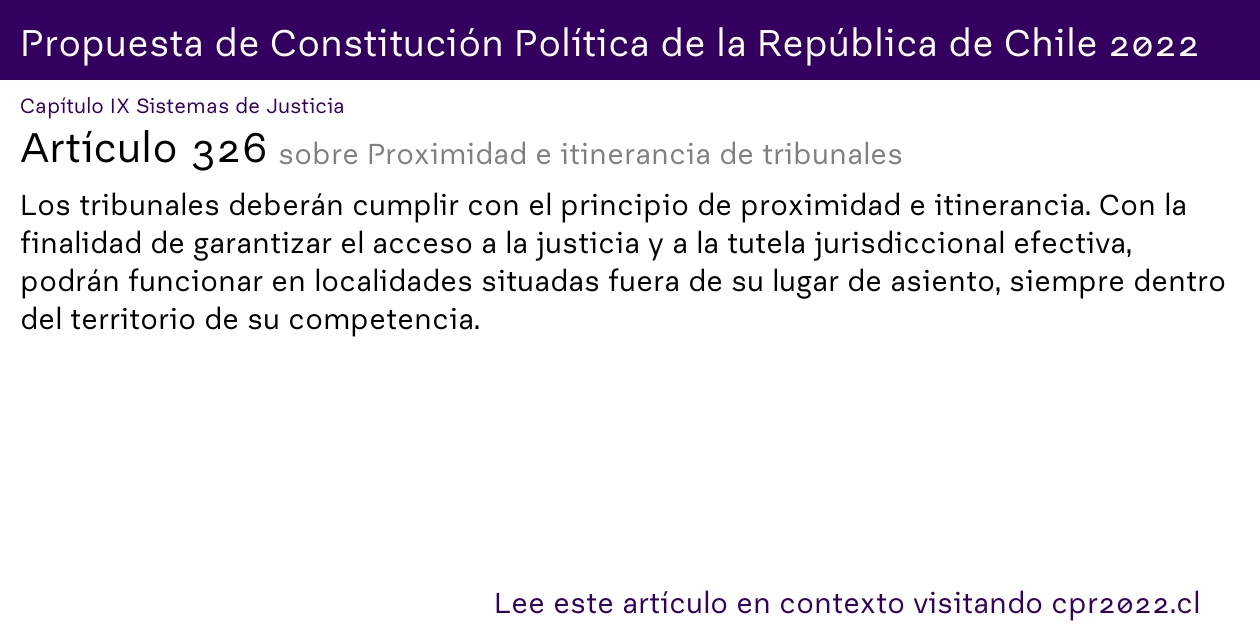 Propuesta de Constitución Política de la República de Chile 2022
Capítulo IX Sistemas de Justicia
Artículo 326 sobre Proximidad e itinerancia de tribunales
Los tribunales deberán cumplir con el principio de proximidad e itinerancia. Con la
finalidad de garantizar el acceso a la justicia y a la tutela jurisdiccional efectiva,
podrán funcionar en localidades situadas fuera de su lugar de asiento, siempre dentro
del territorio de su competencia.
Lee este artículo en contexto visitando cpr2022.cl